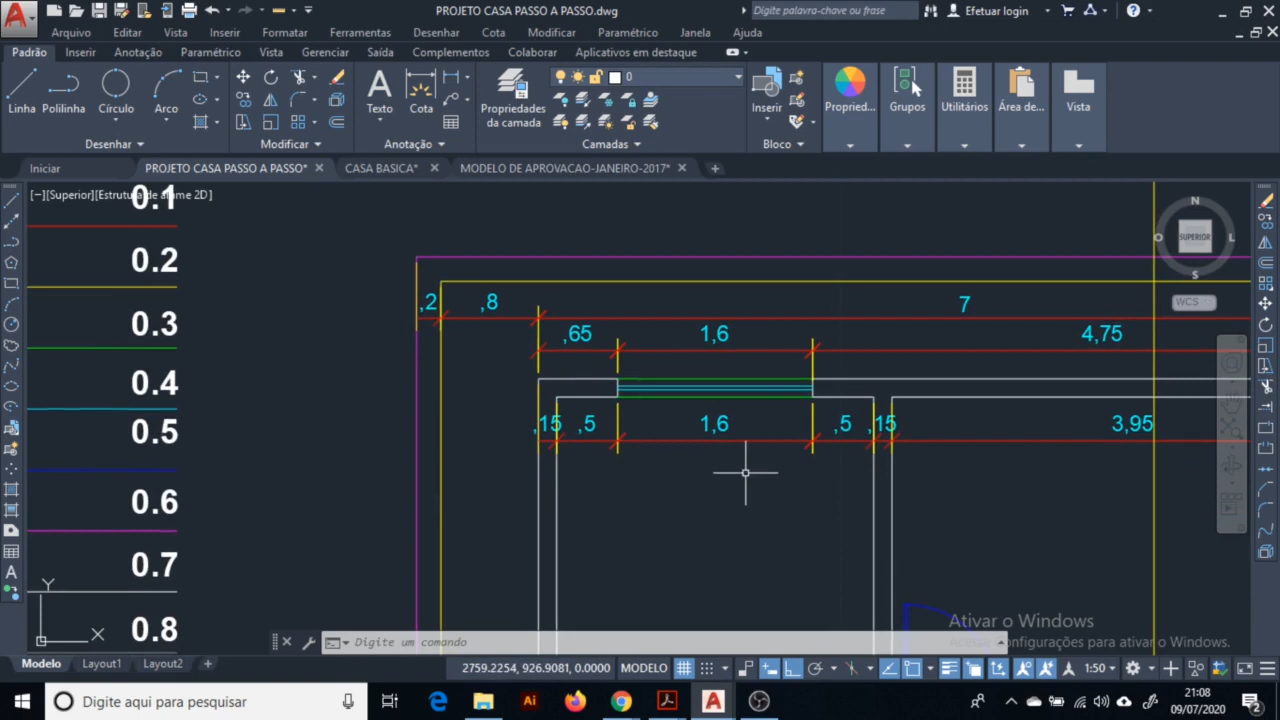 PROJETO CASA PASSO A PASSO.dwg
Digite palavra-chave ou frase
Efetuar login
Arquivo Editar Vista Inserir Formatar Ferramentas Desenhar Cota Modificar Paramétrico Janela Ajuda
Padrão Inserir Anotação Paramétrico Vista Gerenciar Saída Complementos Colaborar Aplicativos em destaque
0
Linha Polilinha Círculo Arco Texto Cota Propriedades da camada Inserir Propried... Grupos Utilitários Área de... Vista
Desenhar Modificar Anotação Camadas Bloco
Iniciar PROJETO CASA PASSO A PASSO* CASA BASICA* MODELO DE APROVACAO-JANEIRO-2017*
[−][Superior][Estrutura de arame 2D]
0.1
N
O SUPERIOR L
S
WCS
0.2
0.3
0.4
0.5
0.6
0.7
0.8
,2 ,8 7
,65 1,6 4,75
,15 ,5 1,6 ,5 ,15 3,95
Y
X
Ativar o Windows
Acesse Configurações para ativar o Windows.
Digite um comando
Modelo Layout1 Layout2
2759.2254, 926.9081, 0.0000 MODELO 1:50
Digite aqui para pesquisar
Ai
21:08
09/07/2020
2